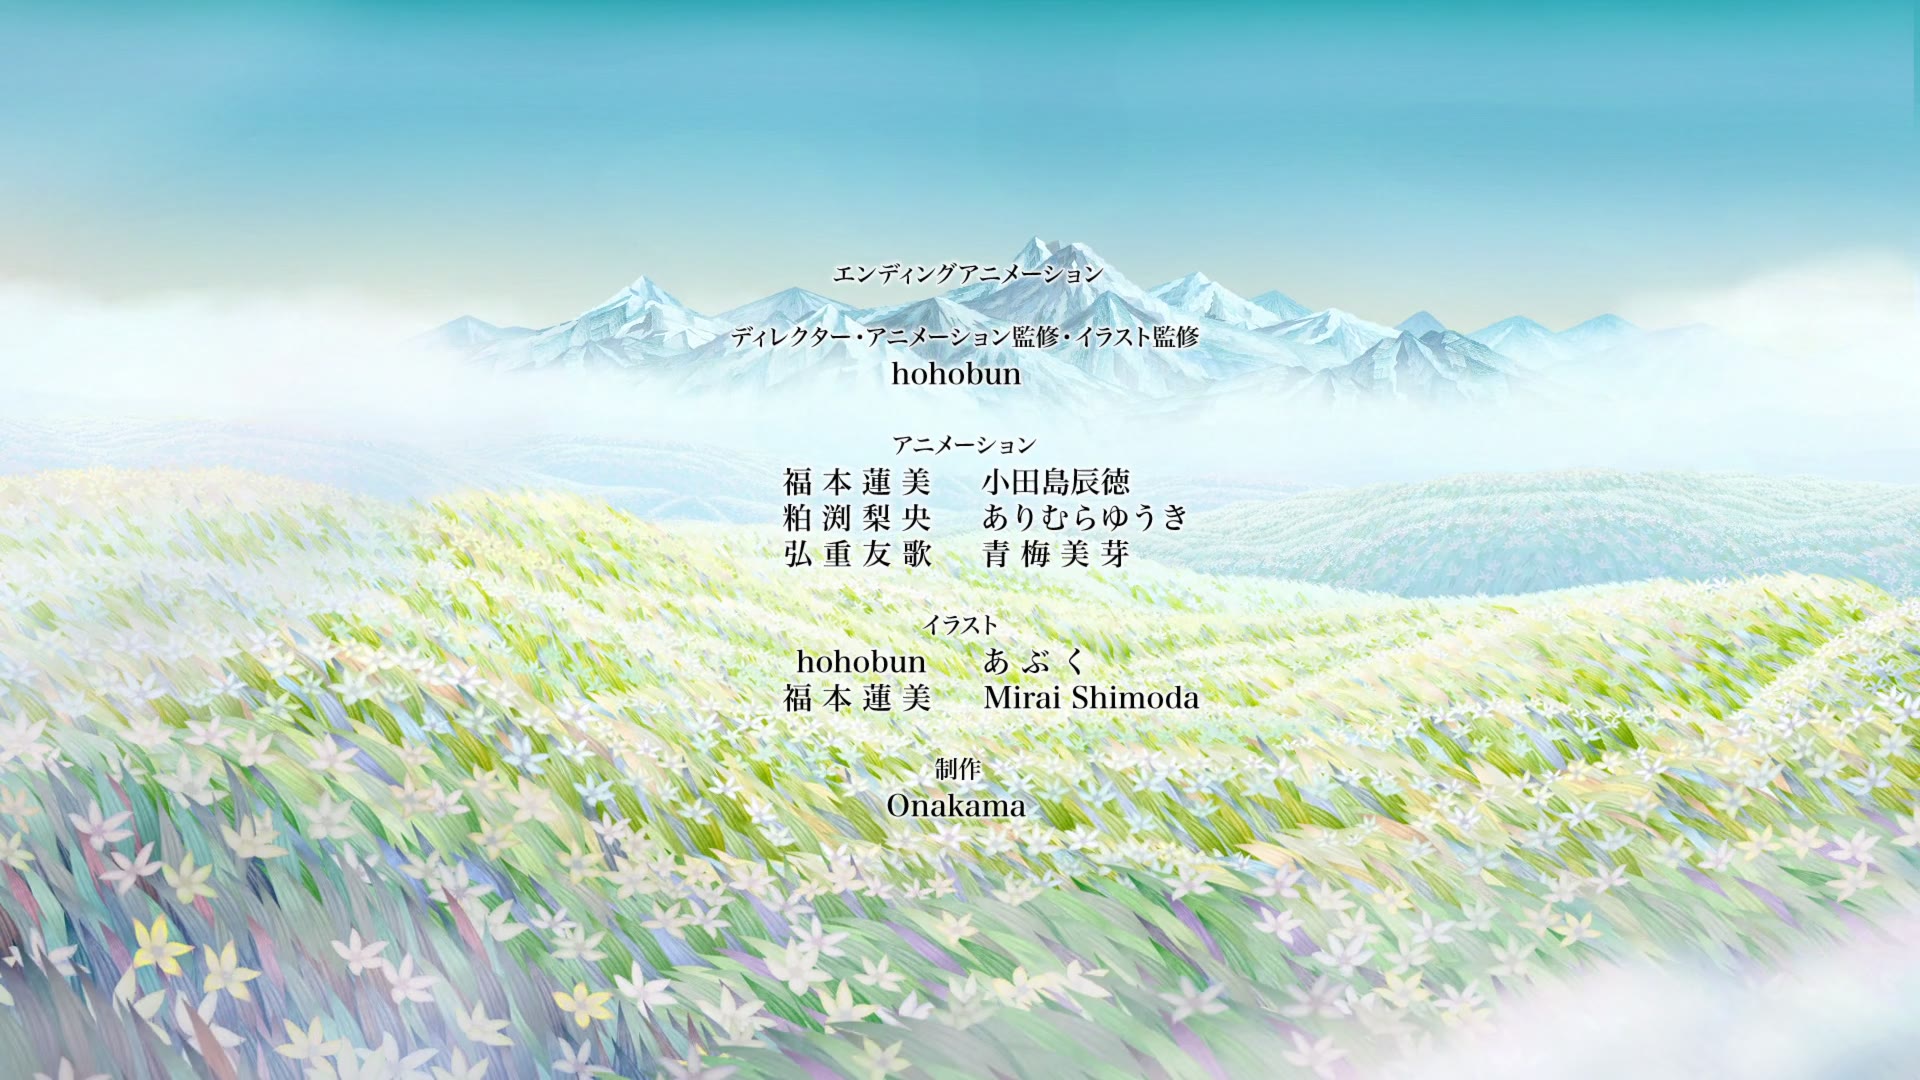 エンディングアニメーション
ディレクター・アニメーション監修・イラスト監修
hohobun
アニメーション
福本蓮美 小田島辰徳
粕渕梨央 ありむらゆうき
弘重友歌 青梅美芽
イラスト
hohobun あぶく
福本蓮美 Mirai Shimoda
制作
Onakama